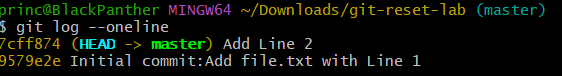 princ@BlackPanther MINGW64 ~/Downloads/git-reset-lab (master)
$ git log --oneline
7cff874 (HEAD -> master) Add Line 2
9579e2e Initial commit:Add file.txt with Line 1